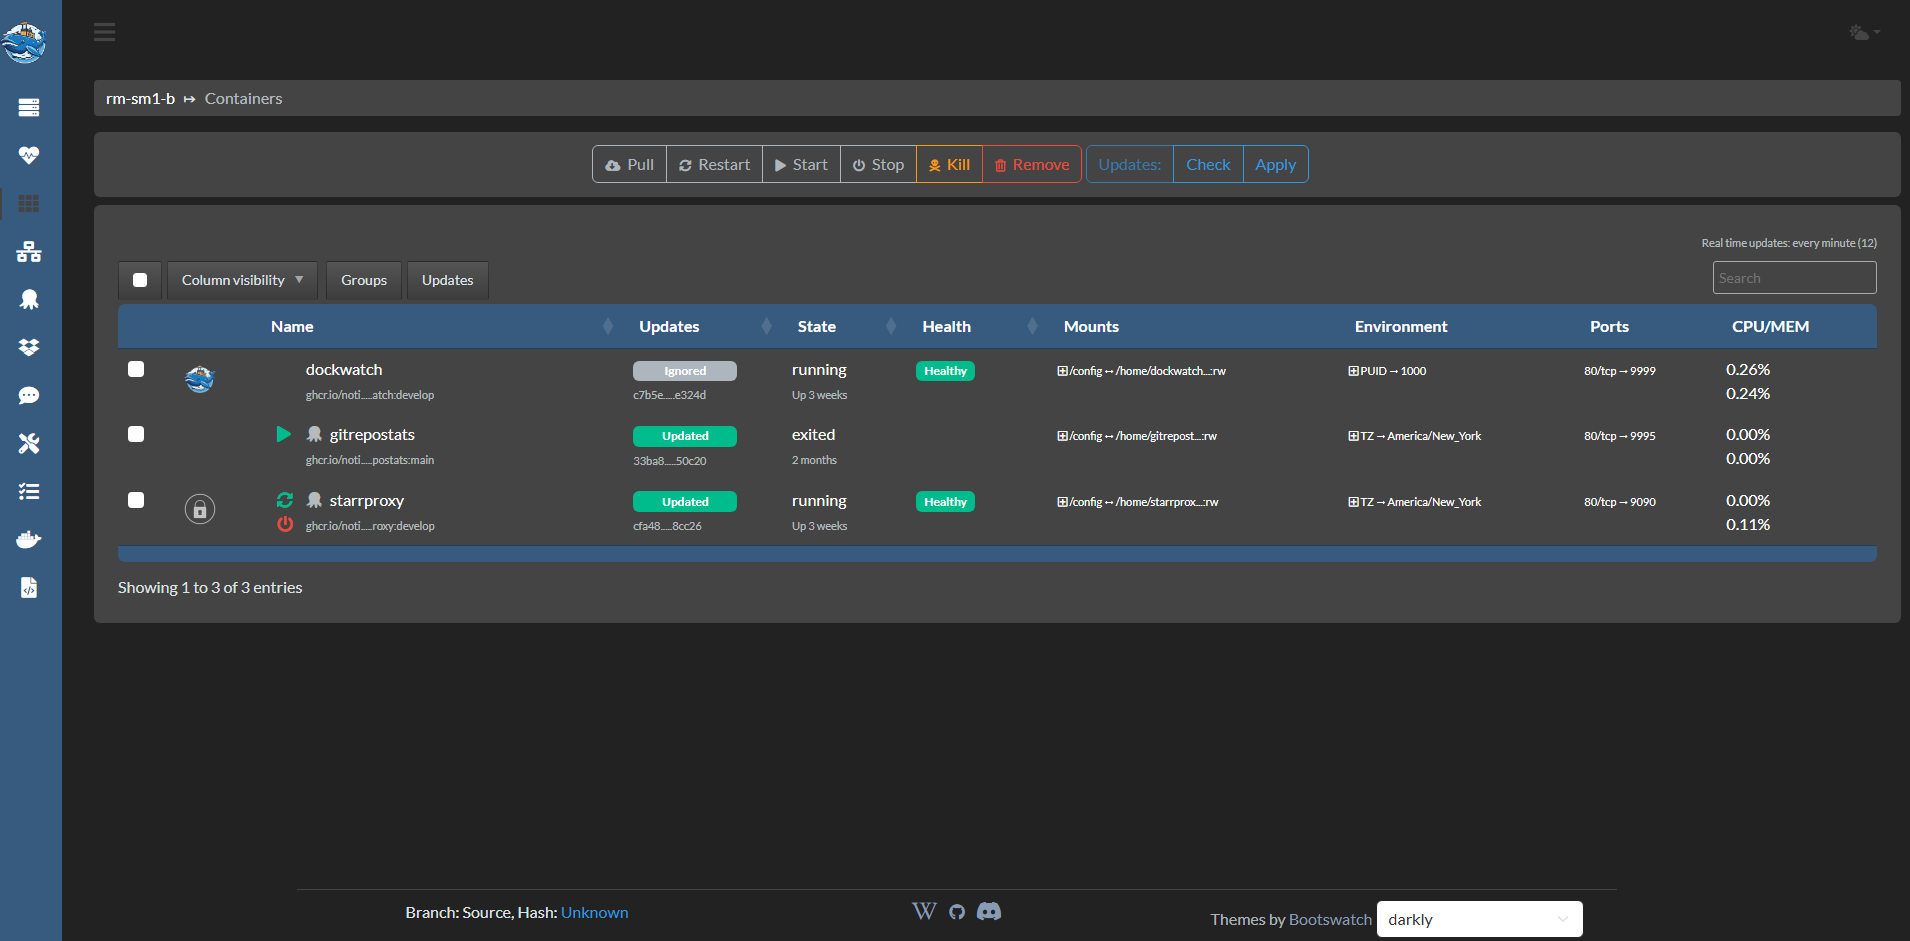 rm-sm1-b ↦ Containers
Pull Restart Start Stop Kill Remove Updates: Check Apply
Real time updates: every minute (12)
Column visibility ▼ Groups Updates Search
Name Updates State Health Mounts Environment Ports CPU/MEM
dockwatch Ignored running Healthy /config ↔ /home/dockwatch...:rw PUID → 1000 80/tcp → 9999 0.26%
ghcr.io/noti.....atch:develop c7b5e.....e324d Up 3 weeks 0.24%
gitrepostats Updated exited /config ↔ /home/gitrepost...:rw TZ → America/New_York 80/tcp → 9995 0.00%
ghcr.io/noti.....postats:main 33ba8.....50c20 2 months 0.00%
starrproxy Updated running Healthy /config ↔ /home/starrprox...:rw TZ → America/New_York 80/tcp → 9090 0.00%
ghcr.io/noti.....roxy:develop cfa48.....8cc26 Up 3 weeks 0.11%
Showing 1 to 3 of 3 entries
Branch: Source, Hash: Unknown W Themes by Bootswatch darkly